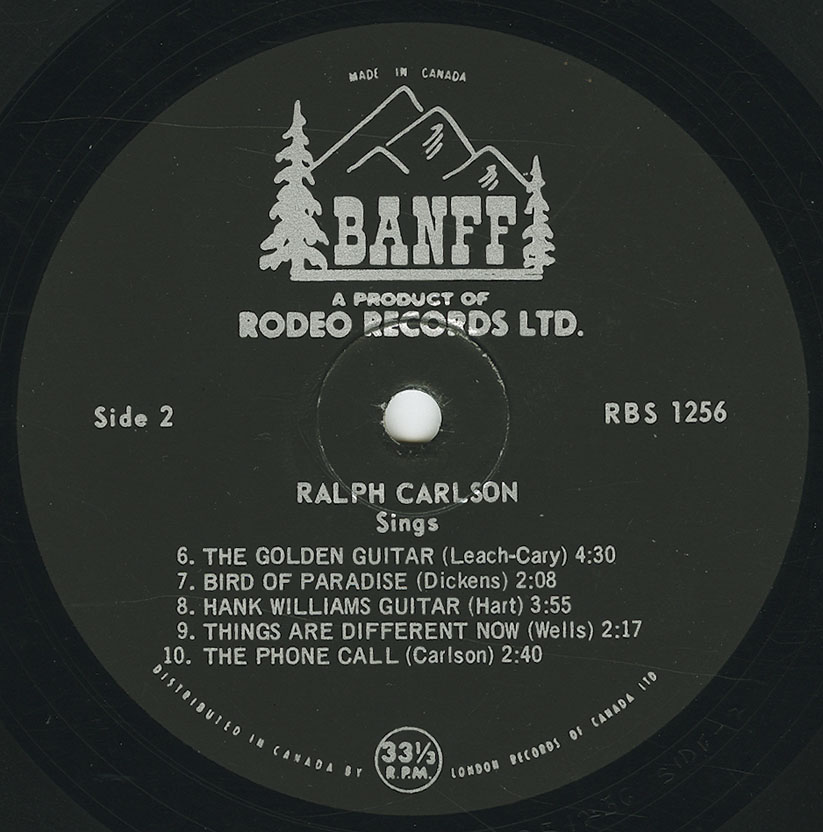 MADE IN CANADA
BANFF
A PRODUCT OF
RODEO RECORDS LTD.
Side 2
RBS 1256
RALPH CARLSON
Sings
6. THE GOLDEN GUITAR (Leach-Cary) 4:30
7. BIRD OF PARADISE (Dickens) 2:08
8. HANK WILLIAMS GUITAR (Hart) 3:55
9. THINGS ARE DIFFERENT NOW (Wells) 2:17
10. THE PHONE CALL (Carlson) 2:40
DISTRIBUTED IN CANADA BY LONDON RECORDS OF CANADA LTD
33⅓
R.P.M.